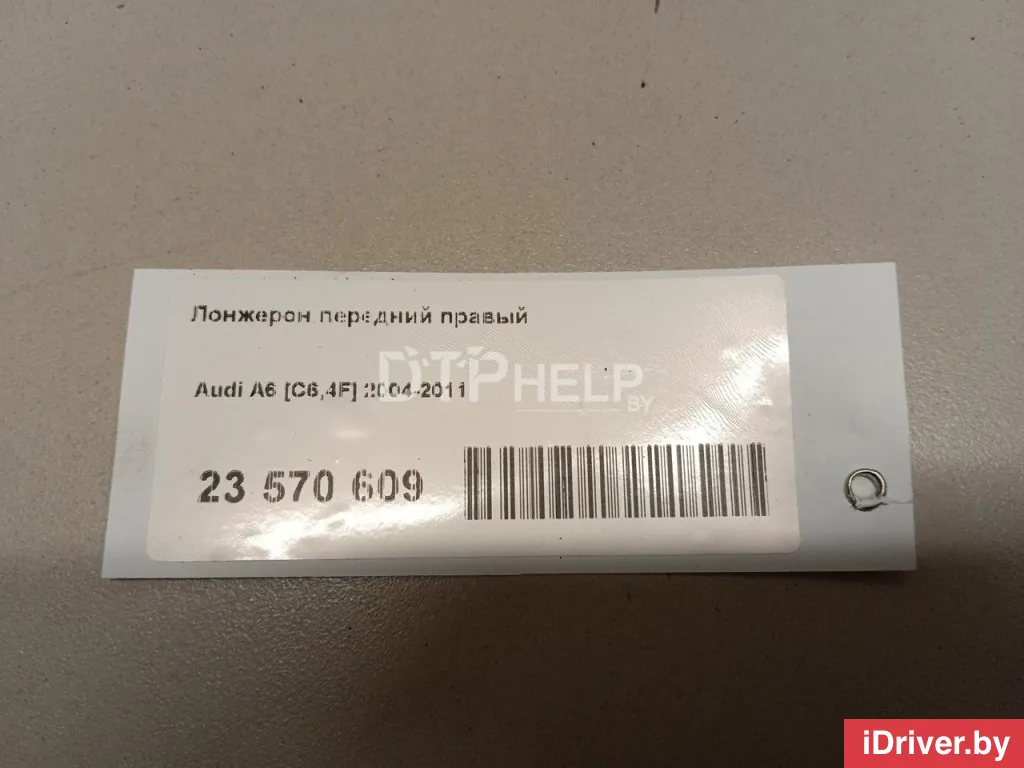 Лонжерон передний правый
DTPHELP
BY
Audi A6 [C6,4F] 2004-2011
23 570 609
iDriver.by